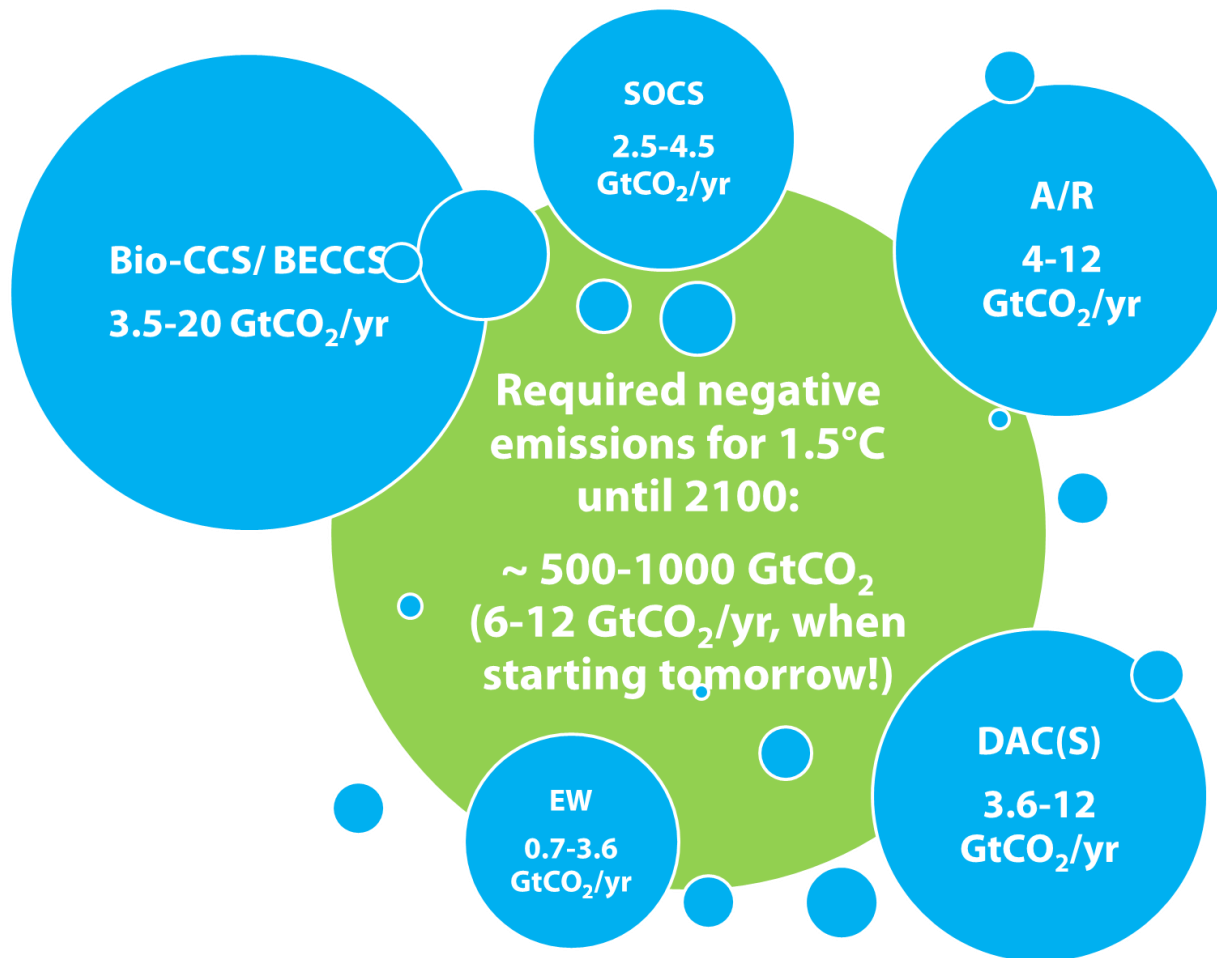 SOCS
2.5-4.5
GtCO₂/yr
Bio-CCS/ BECCS
3.5-20 GtCO₂/yr
A/R
4-12
GtCO₂/yr
Required negative
emissions for 1.5°C
until 2100:
~ 500-1000 GtCO₂
(6-12 GtCO₂/yr, when
starting tomorrow!)
DAC(S)
3.6-12
GtCO₂/yr
EW
0.7-3.6
GtCO₂/yr